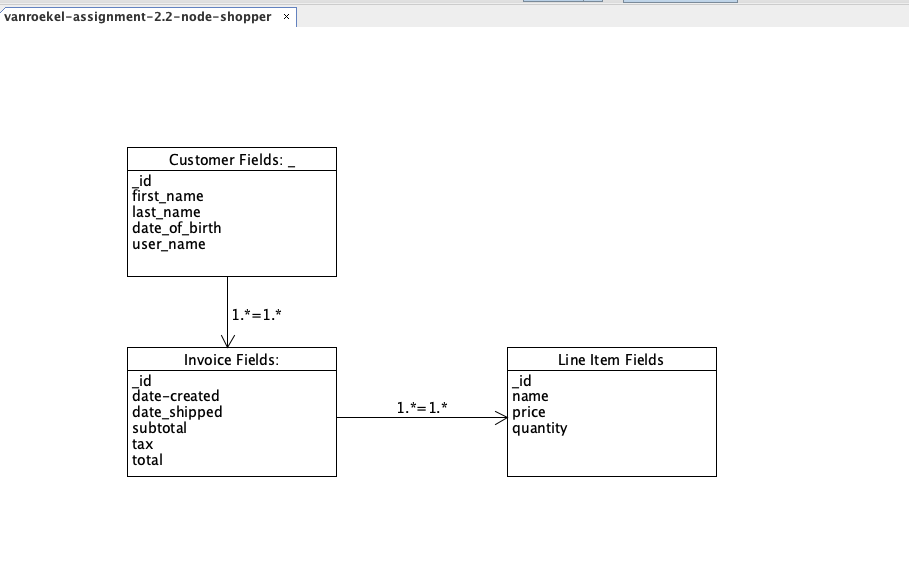 vanroekel-assignment-2.2-node-shopper ×
Customer Fields: _
_id
first_name
last_name
date_of_birth
user_name
1.*=1.*
Invoice Fields:
_id
date-created
date_shipped
subtotal
tax
total
1.*=1.*
Line Item Fields
_id
name
price
quantity